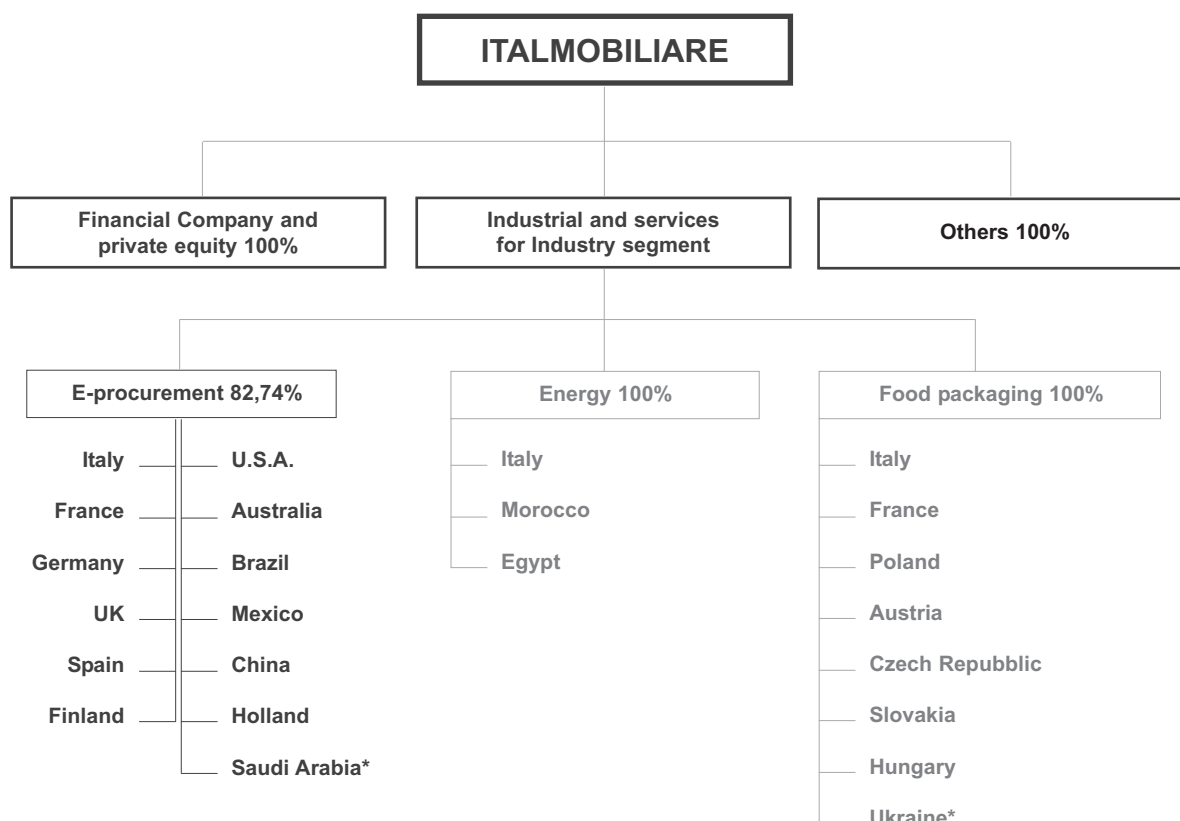 ITALMOBILIARE
Financial Company and
private equity 100%
Industrial and services
for Industry segment
Others 100%
E-procurement 82,74%
Italy
France
Germany
UK
Spain
Finland
U.S.A.
Australia
Brazil
Mexico
China
Holland
Saudi Arabia*
Energy 100%
Italy
Morocco
Egypt
Food packaging 100%
Italy
France
Poland
Austria
Czech Repubblic
Slovakia
Hungary
Ukraine*